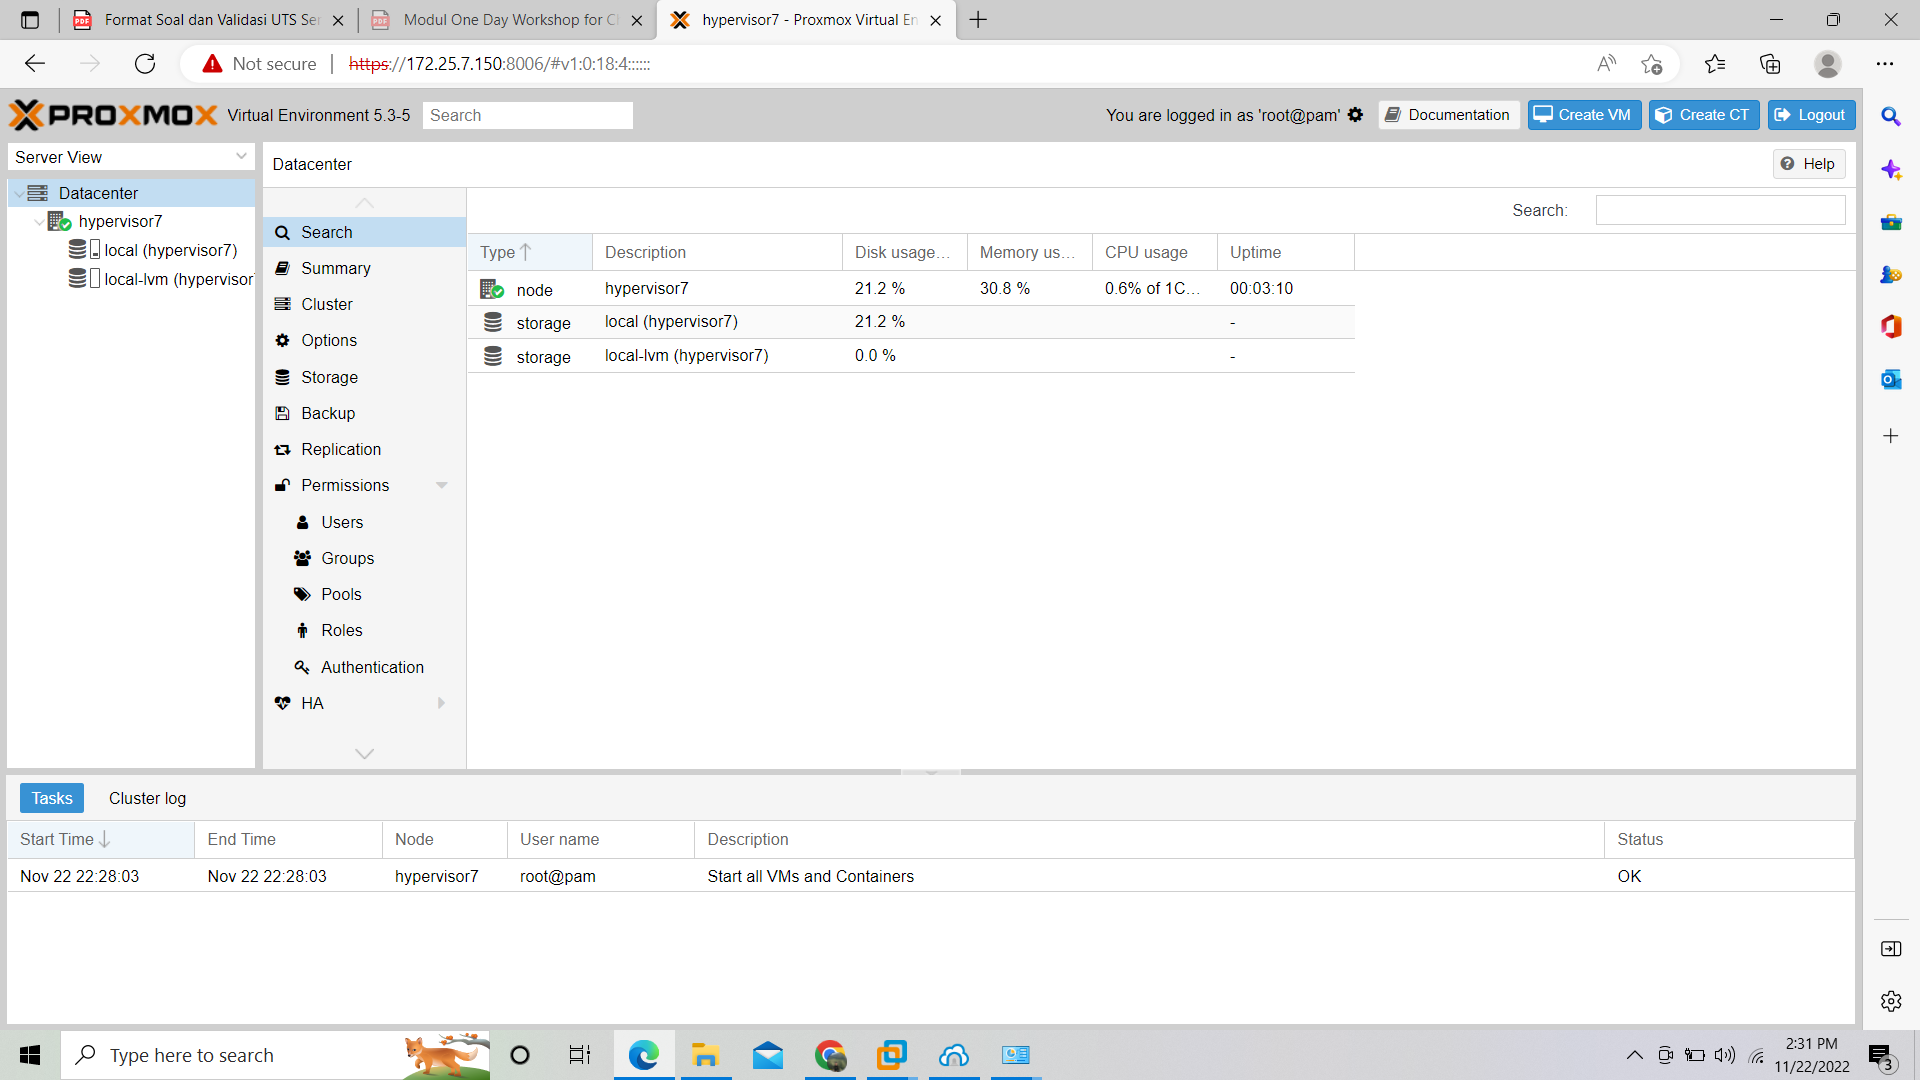 Format Soal dan Validasi UTS Ser
Modul One Day Workshop for Cl
hypervisor7 - Proxmox Virtual En
Not secure
https://172.25.7.150:8006/#v1:0:18:4::::::
PROXMOX Virtual Environment 5.3-5
Search
You are logged in as 'root@pam'
Documentation
Create VM
Create CT
Logout
Server View
Datacenter
hypervisor7
local (hypervisor7)
local-lvm (hypervisor
Datacenter
Help
Search
Summary
Cluster
Options
Storage
Backup
Replication
Permissions
Users
Groups
Pools
Roles
Authentication
HA
Search:
Type Description Disk usage... Memory us... CPU usage Uptime
node hypervisor7 21.2 % 30.8 % 0.6% of 1C... 00:03:10
storage local (hypervisor7) 21.2 % -
storage local-lvm (hypervisor7) 0.0 % -
Tasks Cluster log
Start Time End Time Node User name Description Status
Nov 22 22:28:03 Nov 22 22:28:03 hypervisor7 root@pam Start all VMs and Containers OK
Type here to search
2:31 PM
11/22/2022
3